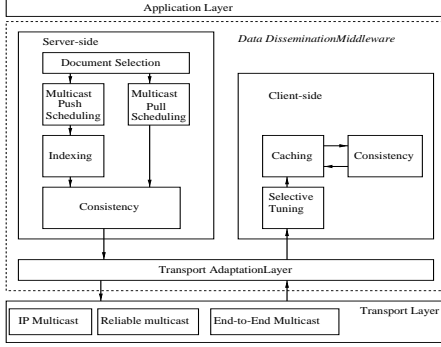 Application Layer
Server-side
Data DisseminationMiddleware
Document Selection
Multicast
Push
Scheduling
Multicast
Pull
Scheduling
Indexing
Consistency
Client-side
Caching
Consistency
Selective
Tuning
Transport AdaptationLayer
Transport Layer
IP Multicast
Reliable multicast
End-to-End Multicast